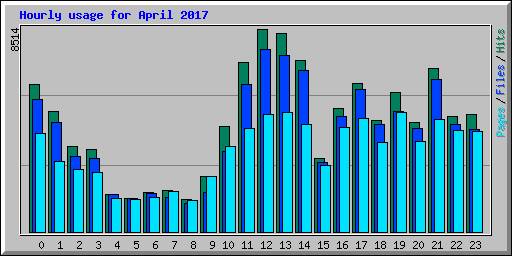 Hourly usage for April 2017
8514
Pages / Files / Hits
0 1 2 3 4 5 6 7 8 9 10 11 12 13 14 15 16 17 18 19 20 21 22 23